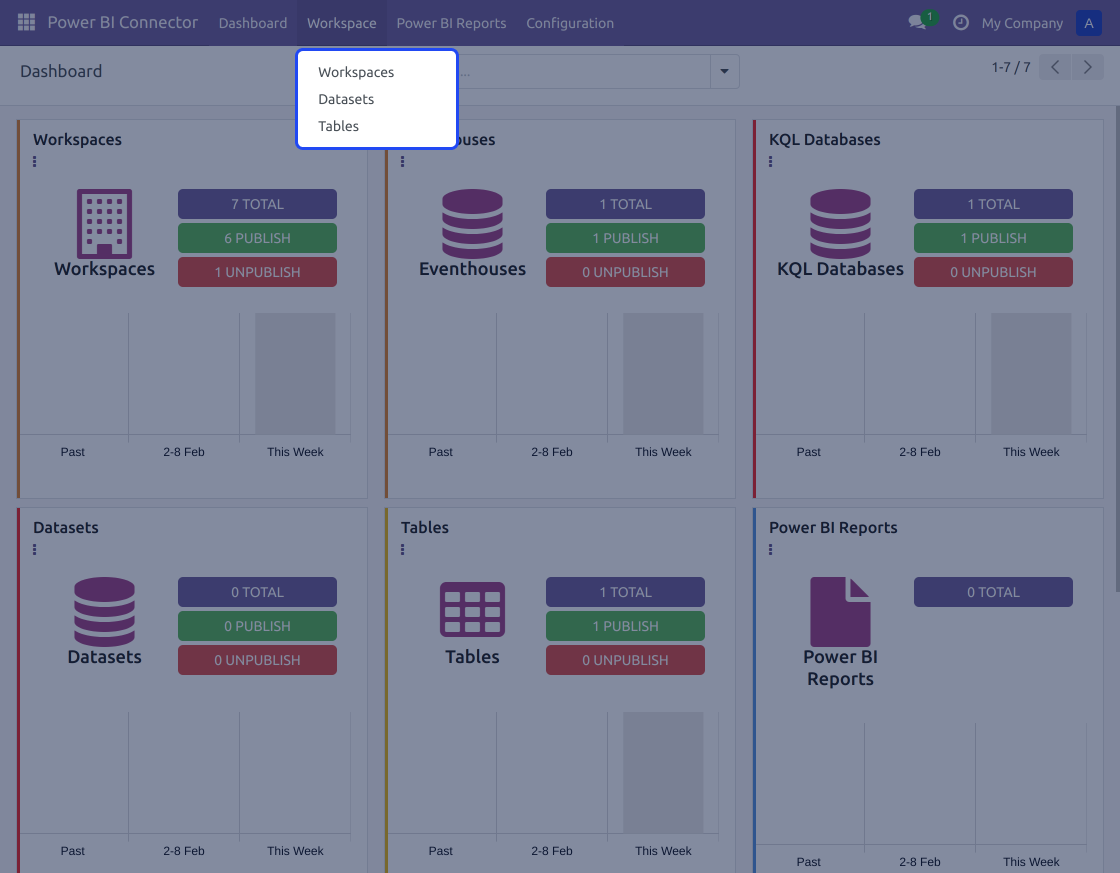 Power BI Connector Dashboard Workspace Power BI Reports Configuration 1 My Company A
Dashboard ... 1-7 / 7
Workspaces
Datasets
Tables
Workspaces
7 TOTAL
6 PUBLISH
1 UNPUBLISH
Workspaces
Past 2-8 Feb This Week
ouses
1 TOTAL
1 PUBLISH
0 UNPUBLISH
Eventhouses
Past 2-8 Feb This Week
KQL Databases
1 TOTAL
1 PUBLISH
0 UNPUBLISH
KQL Databases
Past 2-8 Feb This Week
Datasets
0 TOTAL
0 PUBLISH
0 UNPUBLISH
Datasets
Past 2-8 Feb This Week
Tables
1 TOTAL
1 PUBLISH
0 UNPUBLISH
Tables
Past 2-8 Feb This Week
Power BI Reports
0 TOTAL
Power BI
Reports
Past 2-8 Feb This Week